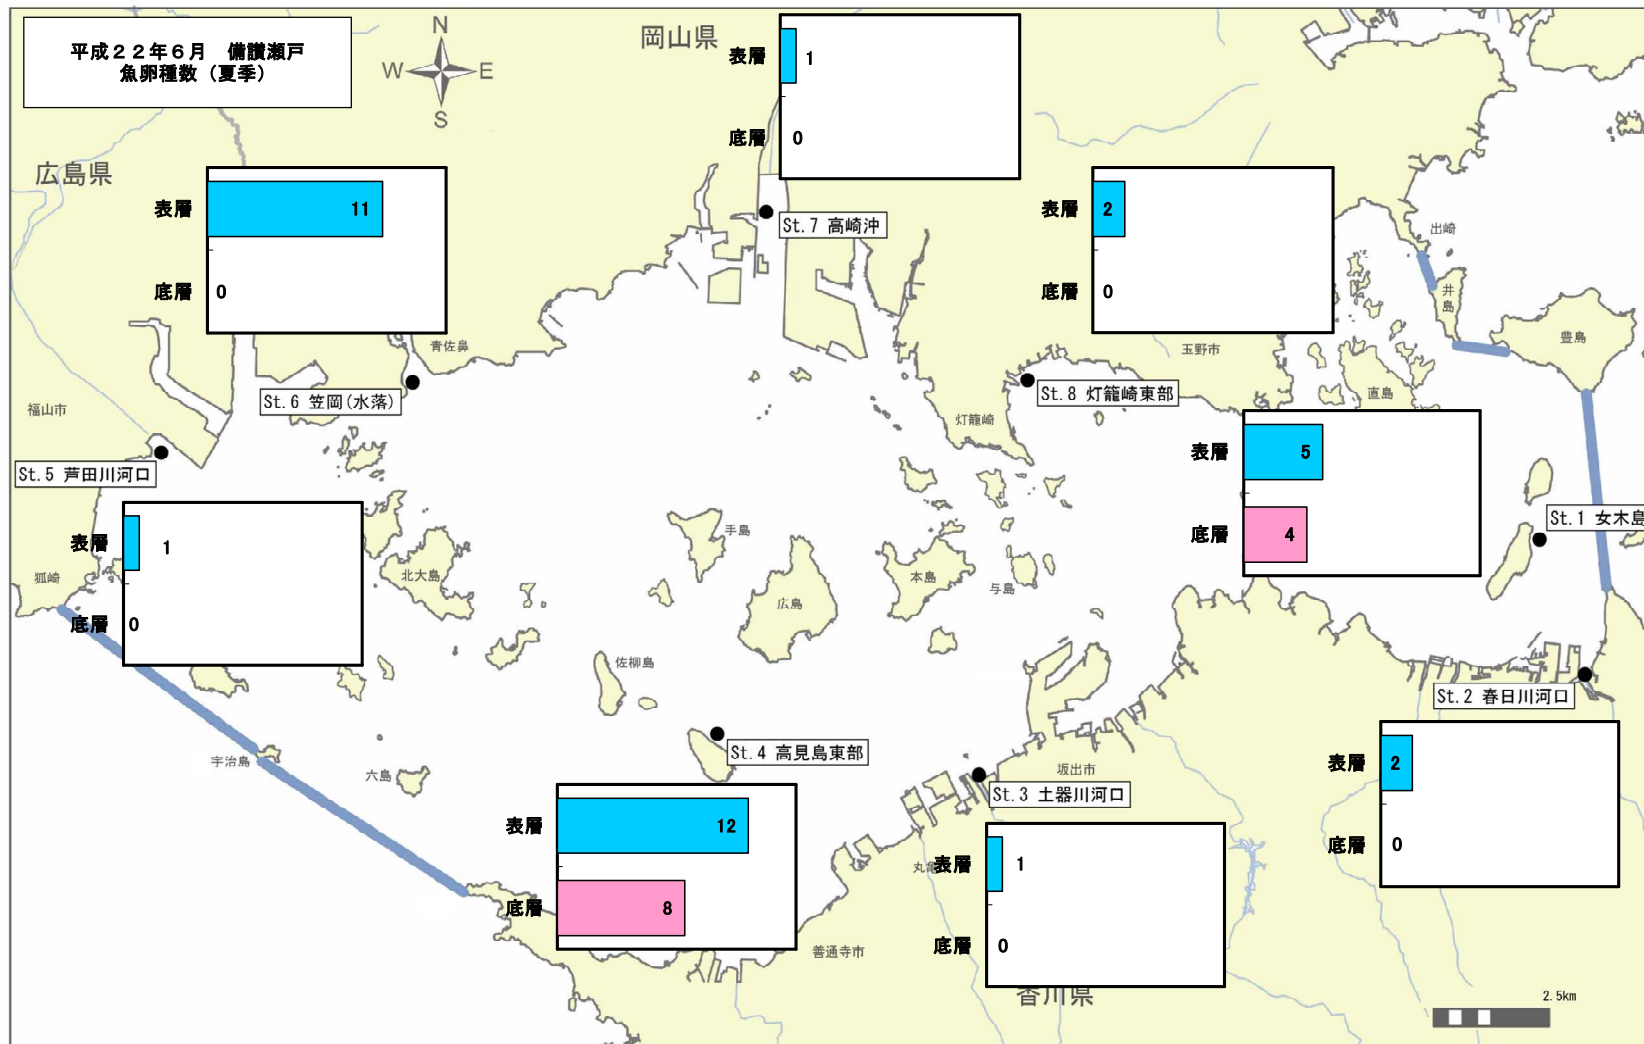 平成２２年６月　備讃瀬戸
魚卵種数（夏季）
N
W
E
S
岡山県
広島県
香川県
表層
1
底層
0
St.7 高崎沖
表層
11
底層
0
St.6 笠岡(水落)
青佐鼻
表層
2
底層
0
St.8 灯籠崎東部
玉野市
灯籠崎
出崎
井島
豊島
直島
福山市
St.5 芦田川河口
表層
1
底層
0
狐崎
北大島
手島
広島
本島
与島
佐柳島
宇治島
六島
表層
5
底層
4
St.1 女木島
St.2 春日川河口
表層
2
底層
0
St.4 高見島東部
表層
12
底層
8
St.3 土器川河口
坂出市
表層
1
底層
0
善通寺市
2.5km